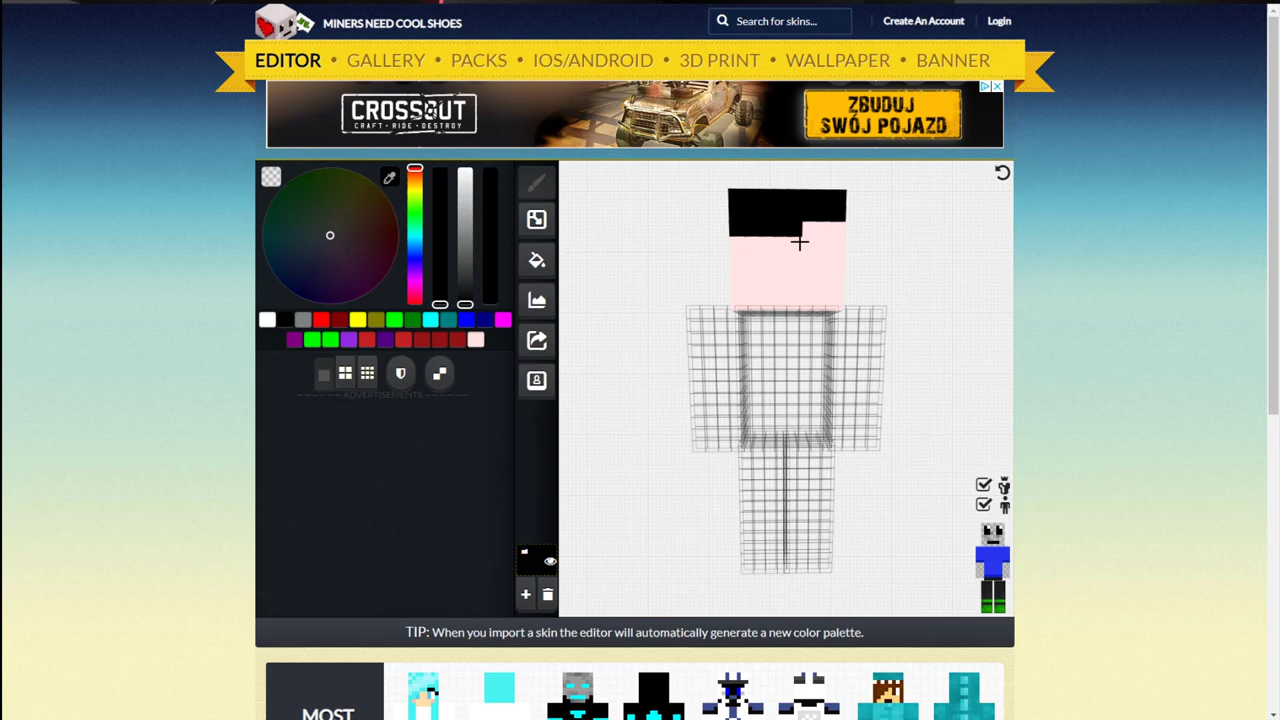 MINERS NEED COOL SHOES
Search for skins...
Create An Account
Login
EDITOR • GALLERY • PACKS • IOS/ANDROID • 3D PRINT • WALLPAPER • BANNER
CROSSOUT
CRAFT • RIDE • DESTROY
ZBUDUJ
SWÓJ POJAZD
ADVERTISEMENTS
TIP: When you import a skin the editor will automatically generate a new color palette.
MOST